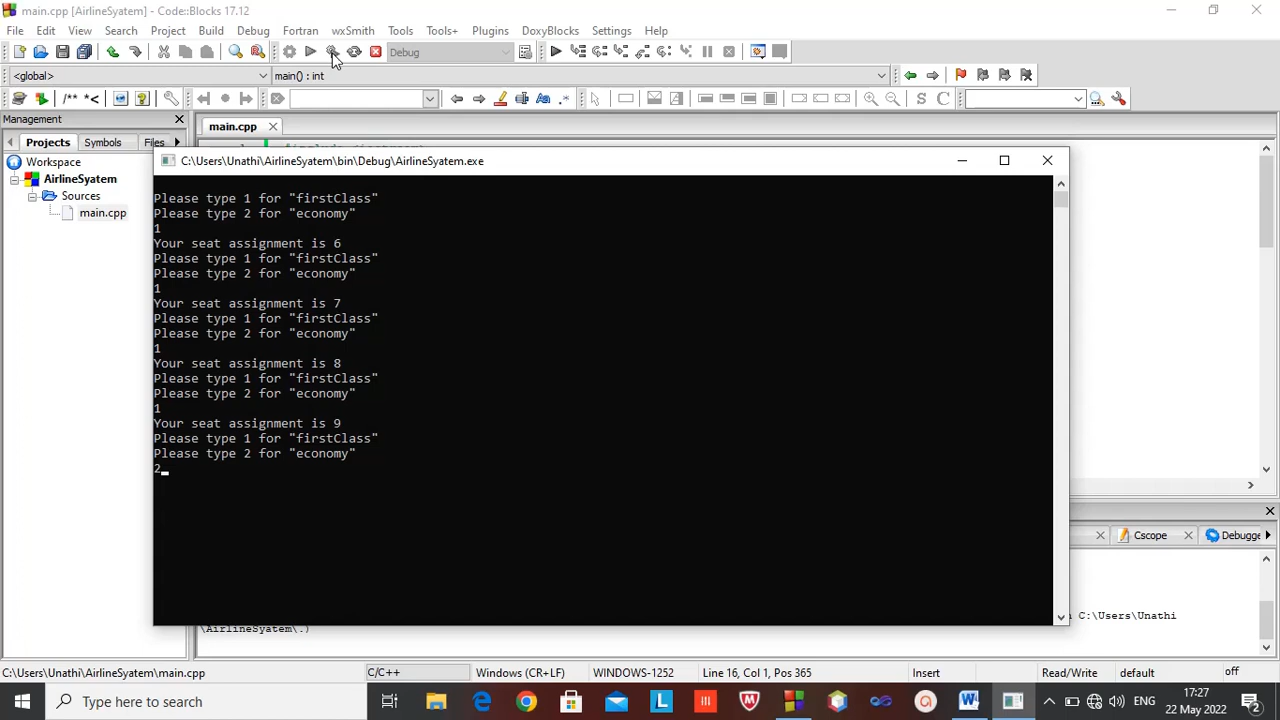 main.cpp [AirlineSyatem] - Code::Blocks 17.12
File Edit View Search Project Build Debug Fortran wxSmith Tools Tools+ Plugins DoxyBlocks Settings Help
Debug
<global>
main() : int
/** *<
S C
Management
Projects Symbols Files
Workspace
AirlineSyatem
Sources
main.cpp
main.cpp
C:\Users\Unathi\AirlineSyatem\bin\Debug\AirlineSyatem.exe
Please type 1 for "firstClass"
Please type 2 for "economy"
1
Your seat assignment is 6
Please type 1 for "firstClass"
Please type 2 for "economy"
1
Your seat assignment is 7
Please type 1 for "firstClass"
Please type 2 for "economy"
1
Your seat assignment is 8
Please type 1 for "firstClass"
Please type 2 for "economy"
1
Your seat assignment is 9
Please type 1 for "firstClass"
Please type 2 for "economy"
2
Cscope
Debugge
C:\Users\Unathi
\AirlineSyatem\.)
C:\Users\Unathi\AirlineSyatem\main.cpp C/C++ Windows (CR+LF) WINDOWS-1252 Line 16, Col 1, Pos 365 Insert Read/Write default off
Type here to search
ENG
17:27
22 May 2022
2